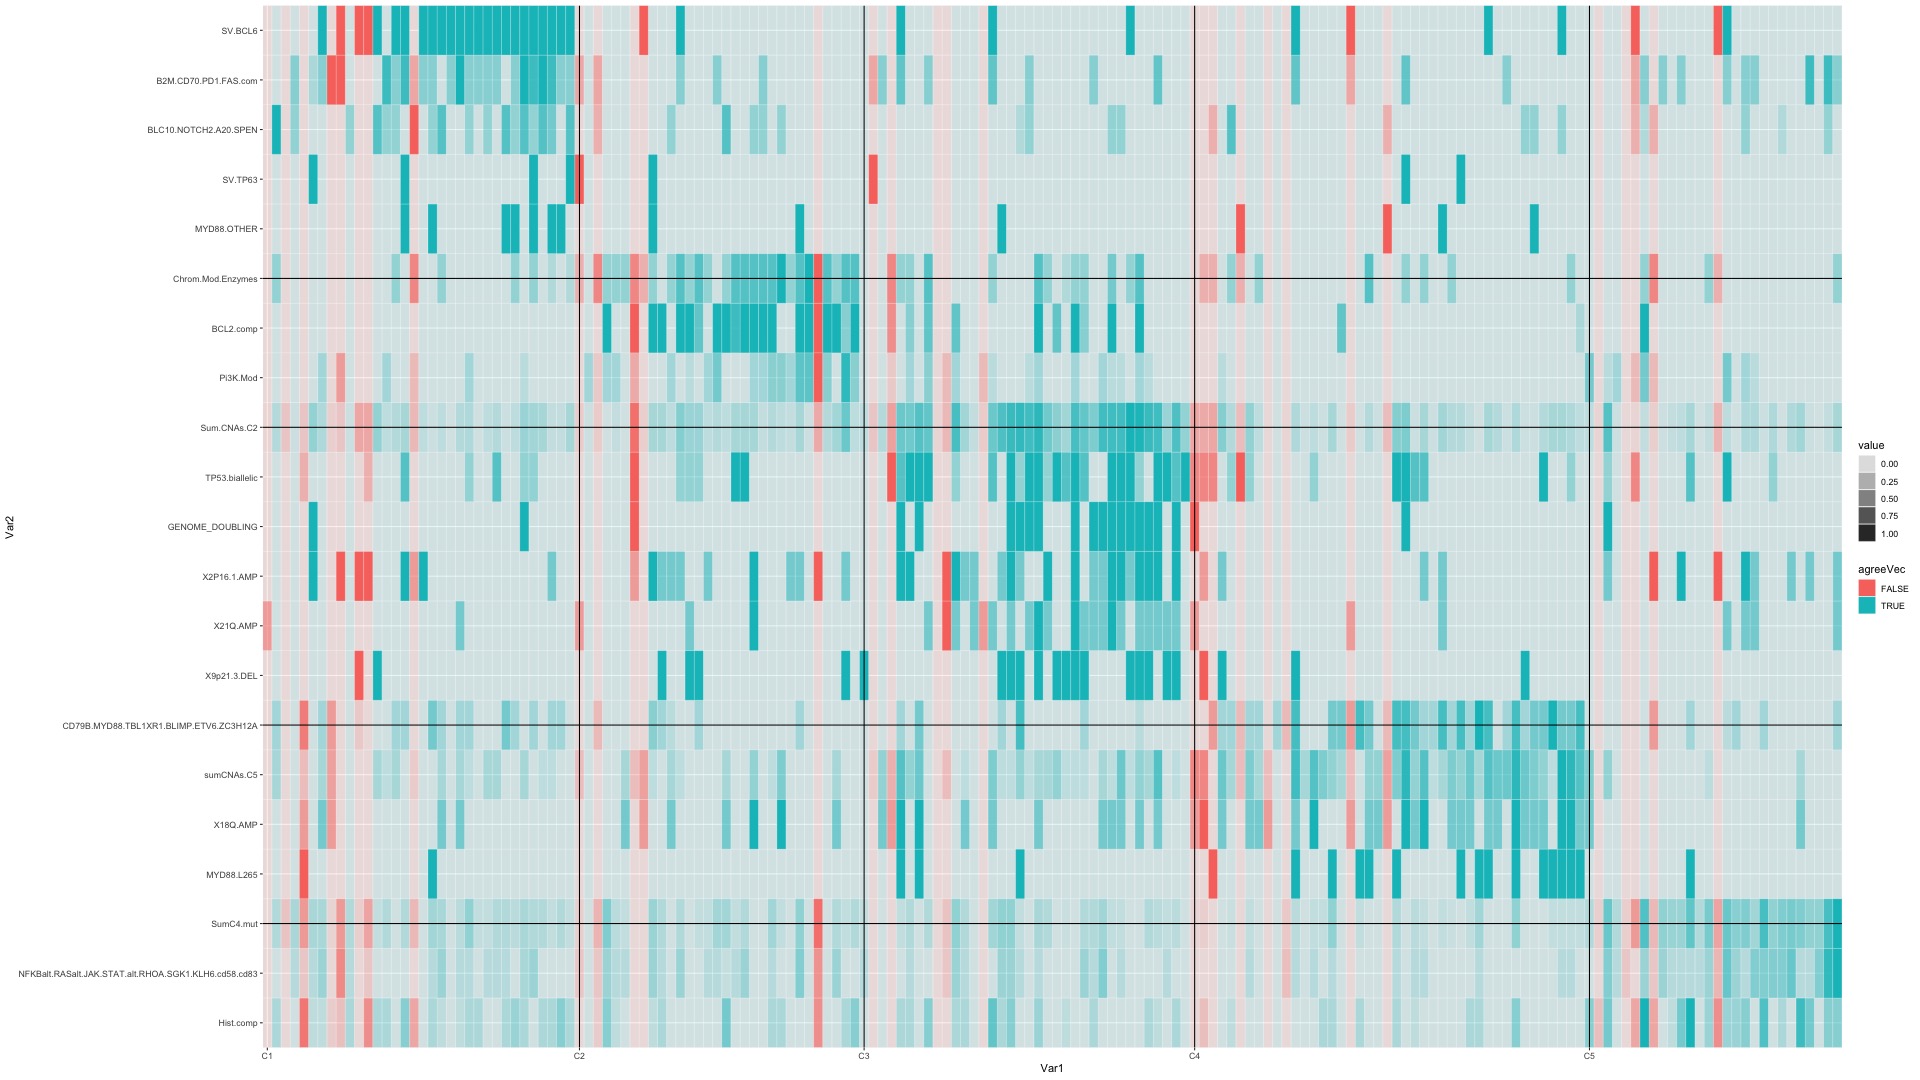 SV.BCL6
B2M.CD70.PD1.FAS.com
BLC10.NOTCH2.A20.SPEN
SV.TP63
MYD88.OTHER
Chrom.Mod.Enzymes
BCL2.comp
Pi3K.Mod
Sum.CNAs.C2
TP53.biallelic
GENOME_DOUBLING
X2P16.1.AMP
X21Q.AMP
X9p21.3.DEL
CD79B.MYD88.TBL1XR1.BLIMP.ETV6.ZC3H12A
sumCNAs.C5
X18Q.AMP
MYD88.L265
SumC4.mut
NFKBalt.RASalt.JAK.STAT.alt.RHOA.SGK1.KLH6.cd58.cd83
Hist.comp
Var2
C1 C2 C3 C4 C5
Var1
value
0.00
0.25
0.50
0.75
1.00
agreeVec
FALSE
TRUE